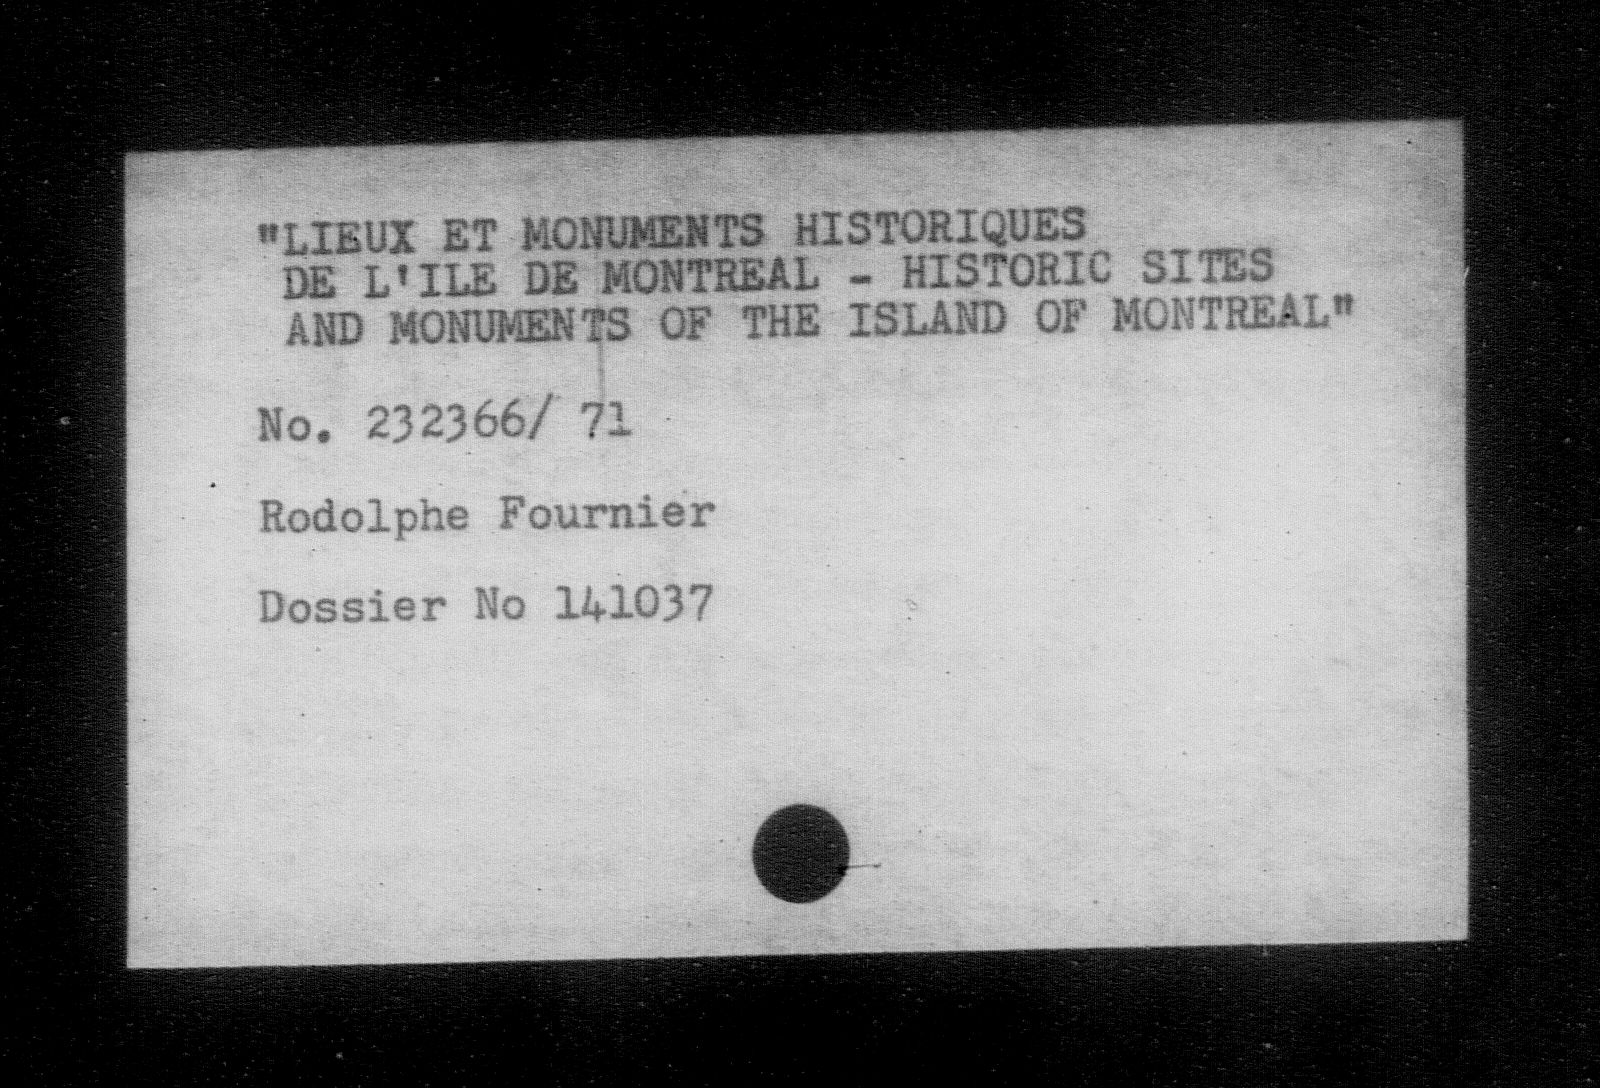 "LIEUX ET MONUMENTS HISTORIQUES
DE L'ILE DE MONTREAL - HISTORIC SITES
AND MONUMENTS OF THE ISLAND OF MONTREAL"
No. 232366/ 71
Rodolphe Fournier
Dossier No 141037